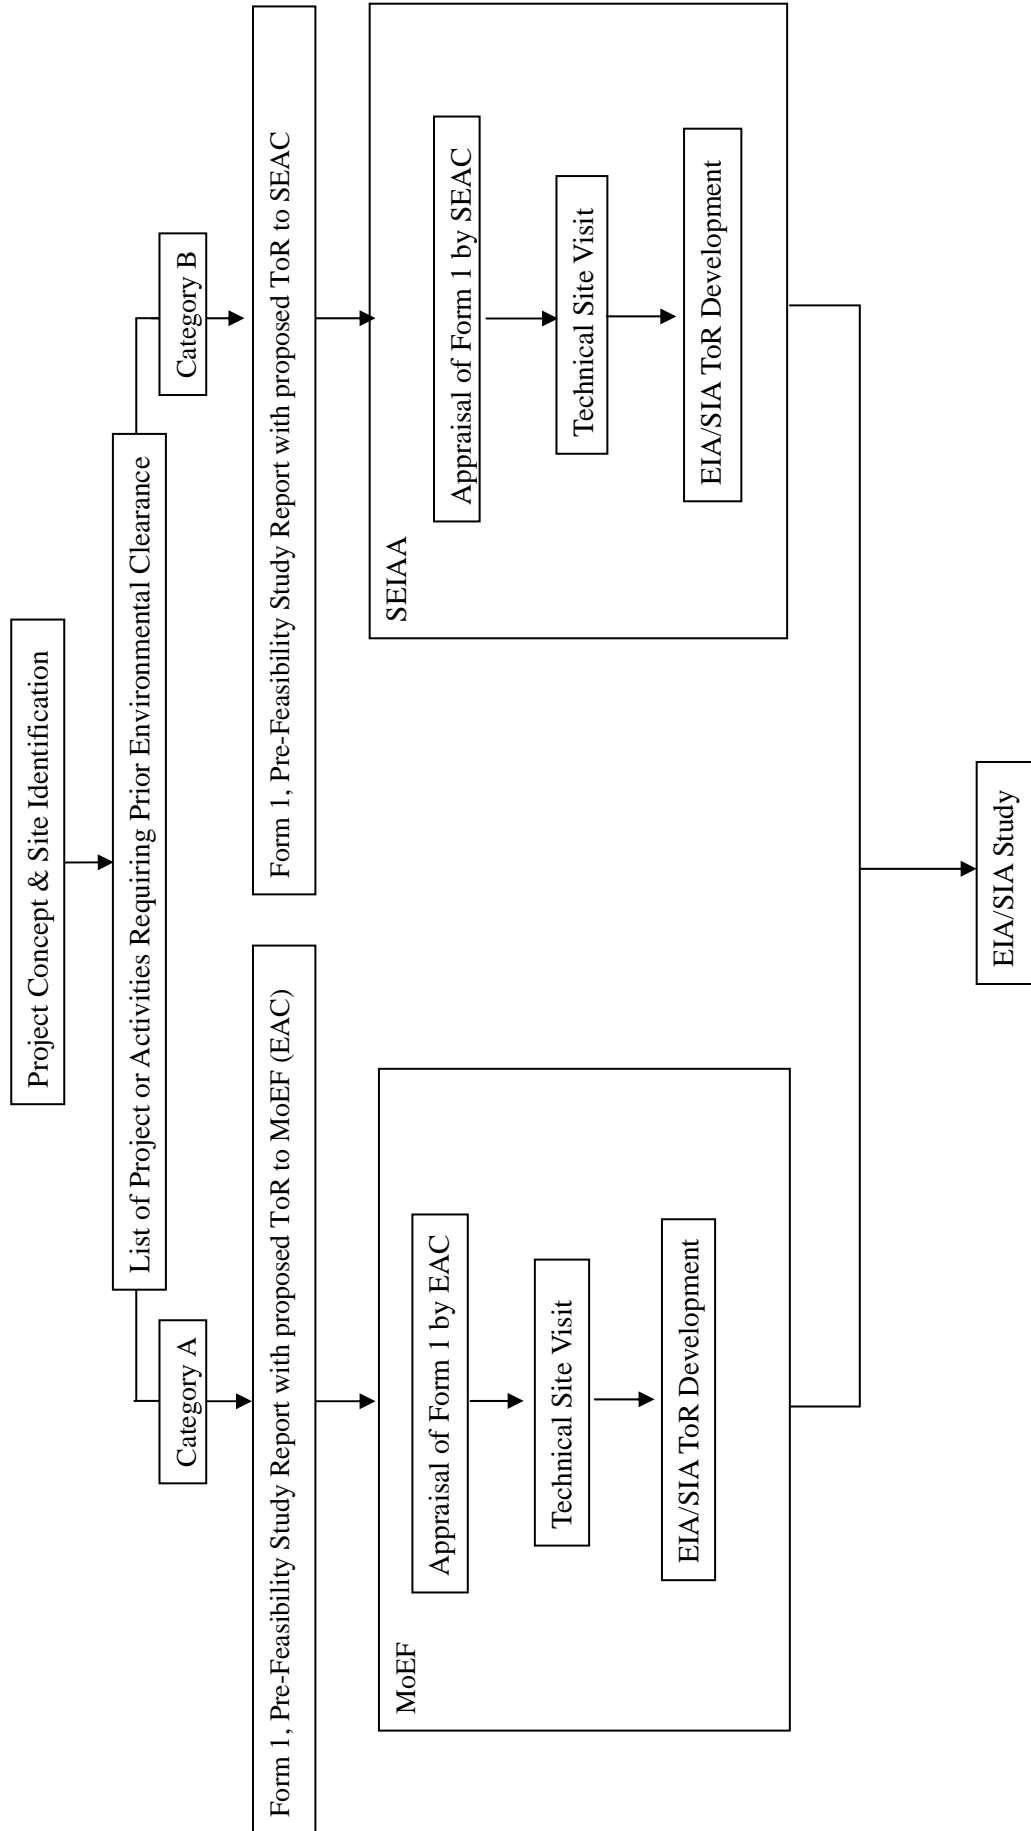 Project Concept & Site Identification
List of Project or Activities Requiring Prior Environmental Clearance
Category A
Category B
Form 1, Pre-Feasibility Study Report with proposed ToR to MoEF (EAC)
Form 1, Pre-Feasibility Study Report with proposed ToR to SEAC
MoEF
Appraisal of Form 1 by EAC
Technical Site Visit
EIA/SIA ToR Development
SEIAA
Appraisal of Form 1 by SEAC
Technical Site Visit
EIA/SIA ToR Development
EIA/SIA Study